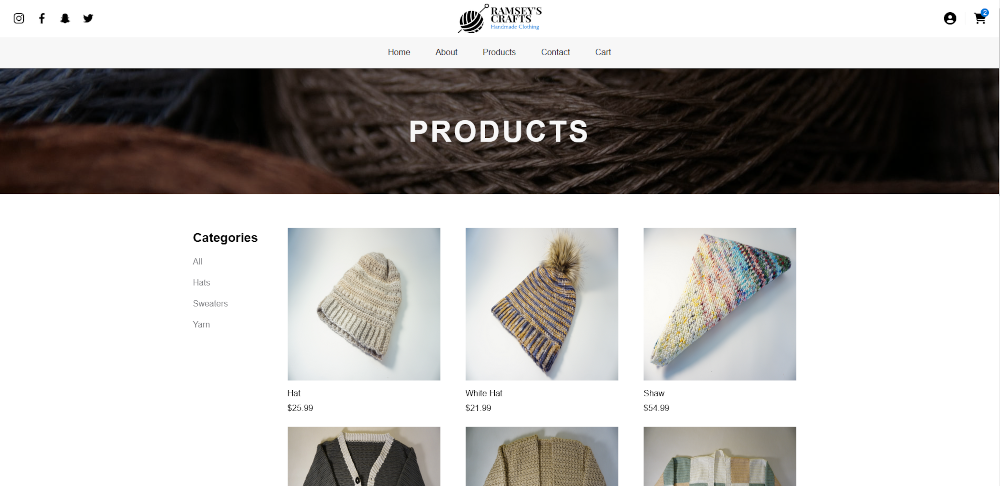 RAMSEY'S
CRAFTS
Handmade Clothing
2
Home About Products Contact Cart
PRODUCTS
Categories
All
Hats
Sweaters
Yarn
Hat White Hat Shaw
$25.99 $21.99 $54.99